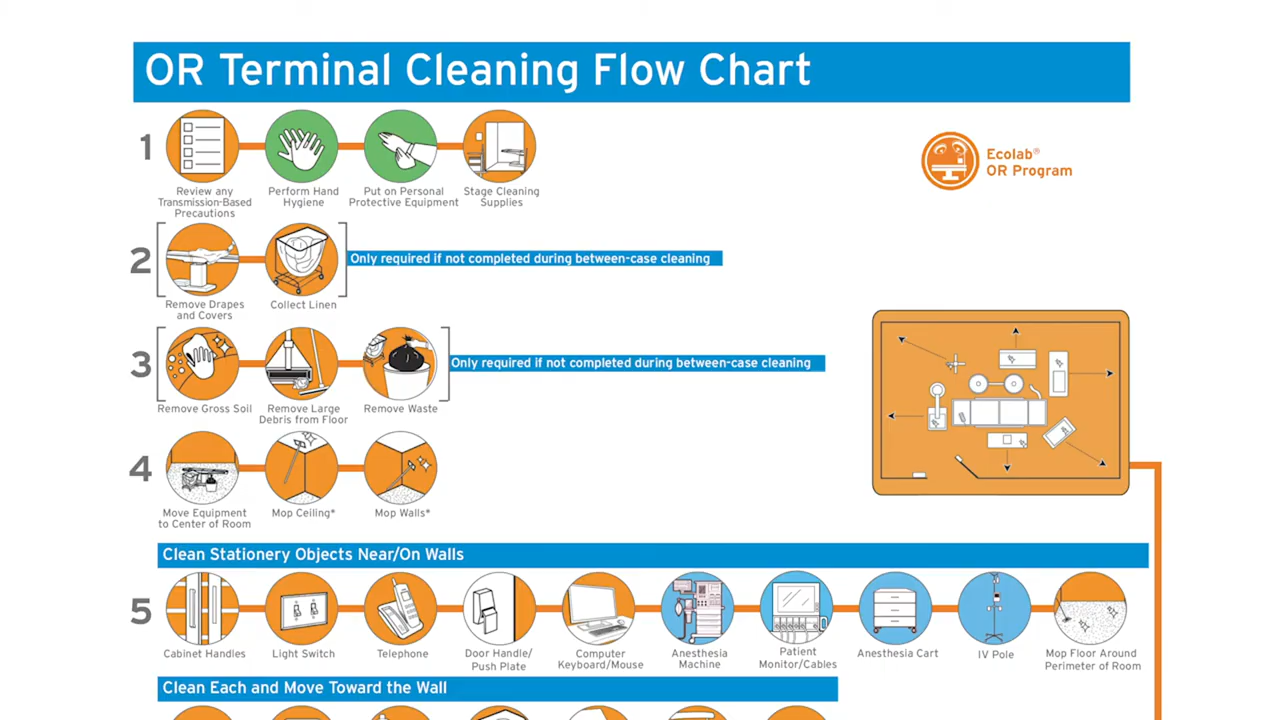 OR Terminal Cleaning Flow Chart
1
Review any
Transmission-Based
Precautions
Perform Hand
Hygiene
Put on Personal
Protective Equipment
Stage Cleaning
Supplies
Ecolab®
OR Program
2
Only required if not completed during between-case cleaning
Remove Drapes
and Covers
Collect Linen
3
Only required if not completed during between-case cleaning
Remove Gross Soil
Remove Large
Debris from Floor
Remove Waste
4
Move Equipment
to Center of Room
Mop Ceiling*
Mop Walls*
Clean Stationery Objects Near/On Walls
5
Cabinet Handles
Light Switch
Telephone
Door Handle/
Push Plate
Computer
Keyboard/Mouse
Anesthesia
Machine
Patient
Monitor/Cables
Anesthesia Cart
IV Pole
Mop Floor Around
Perimeter of Room
Clean Each and Move Toward the Wall